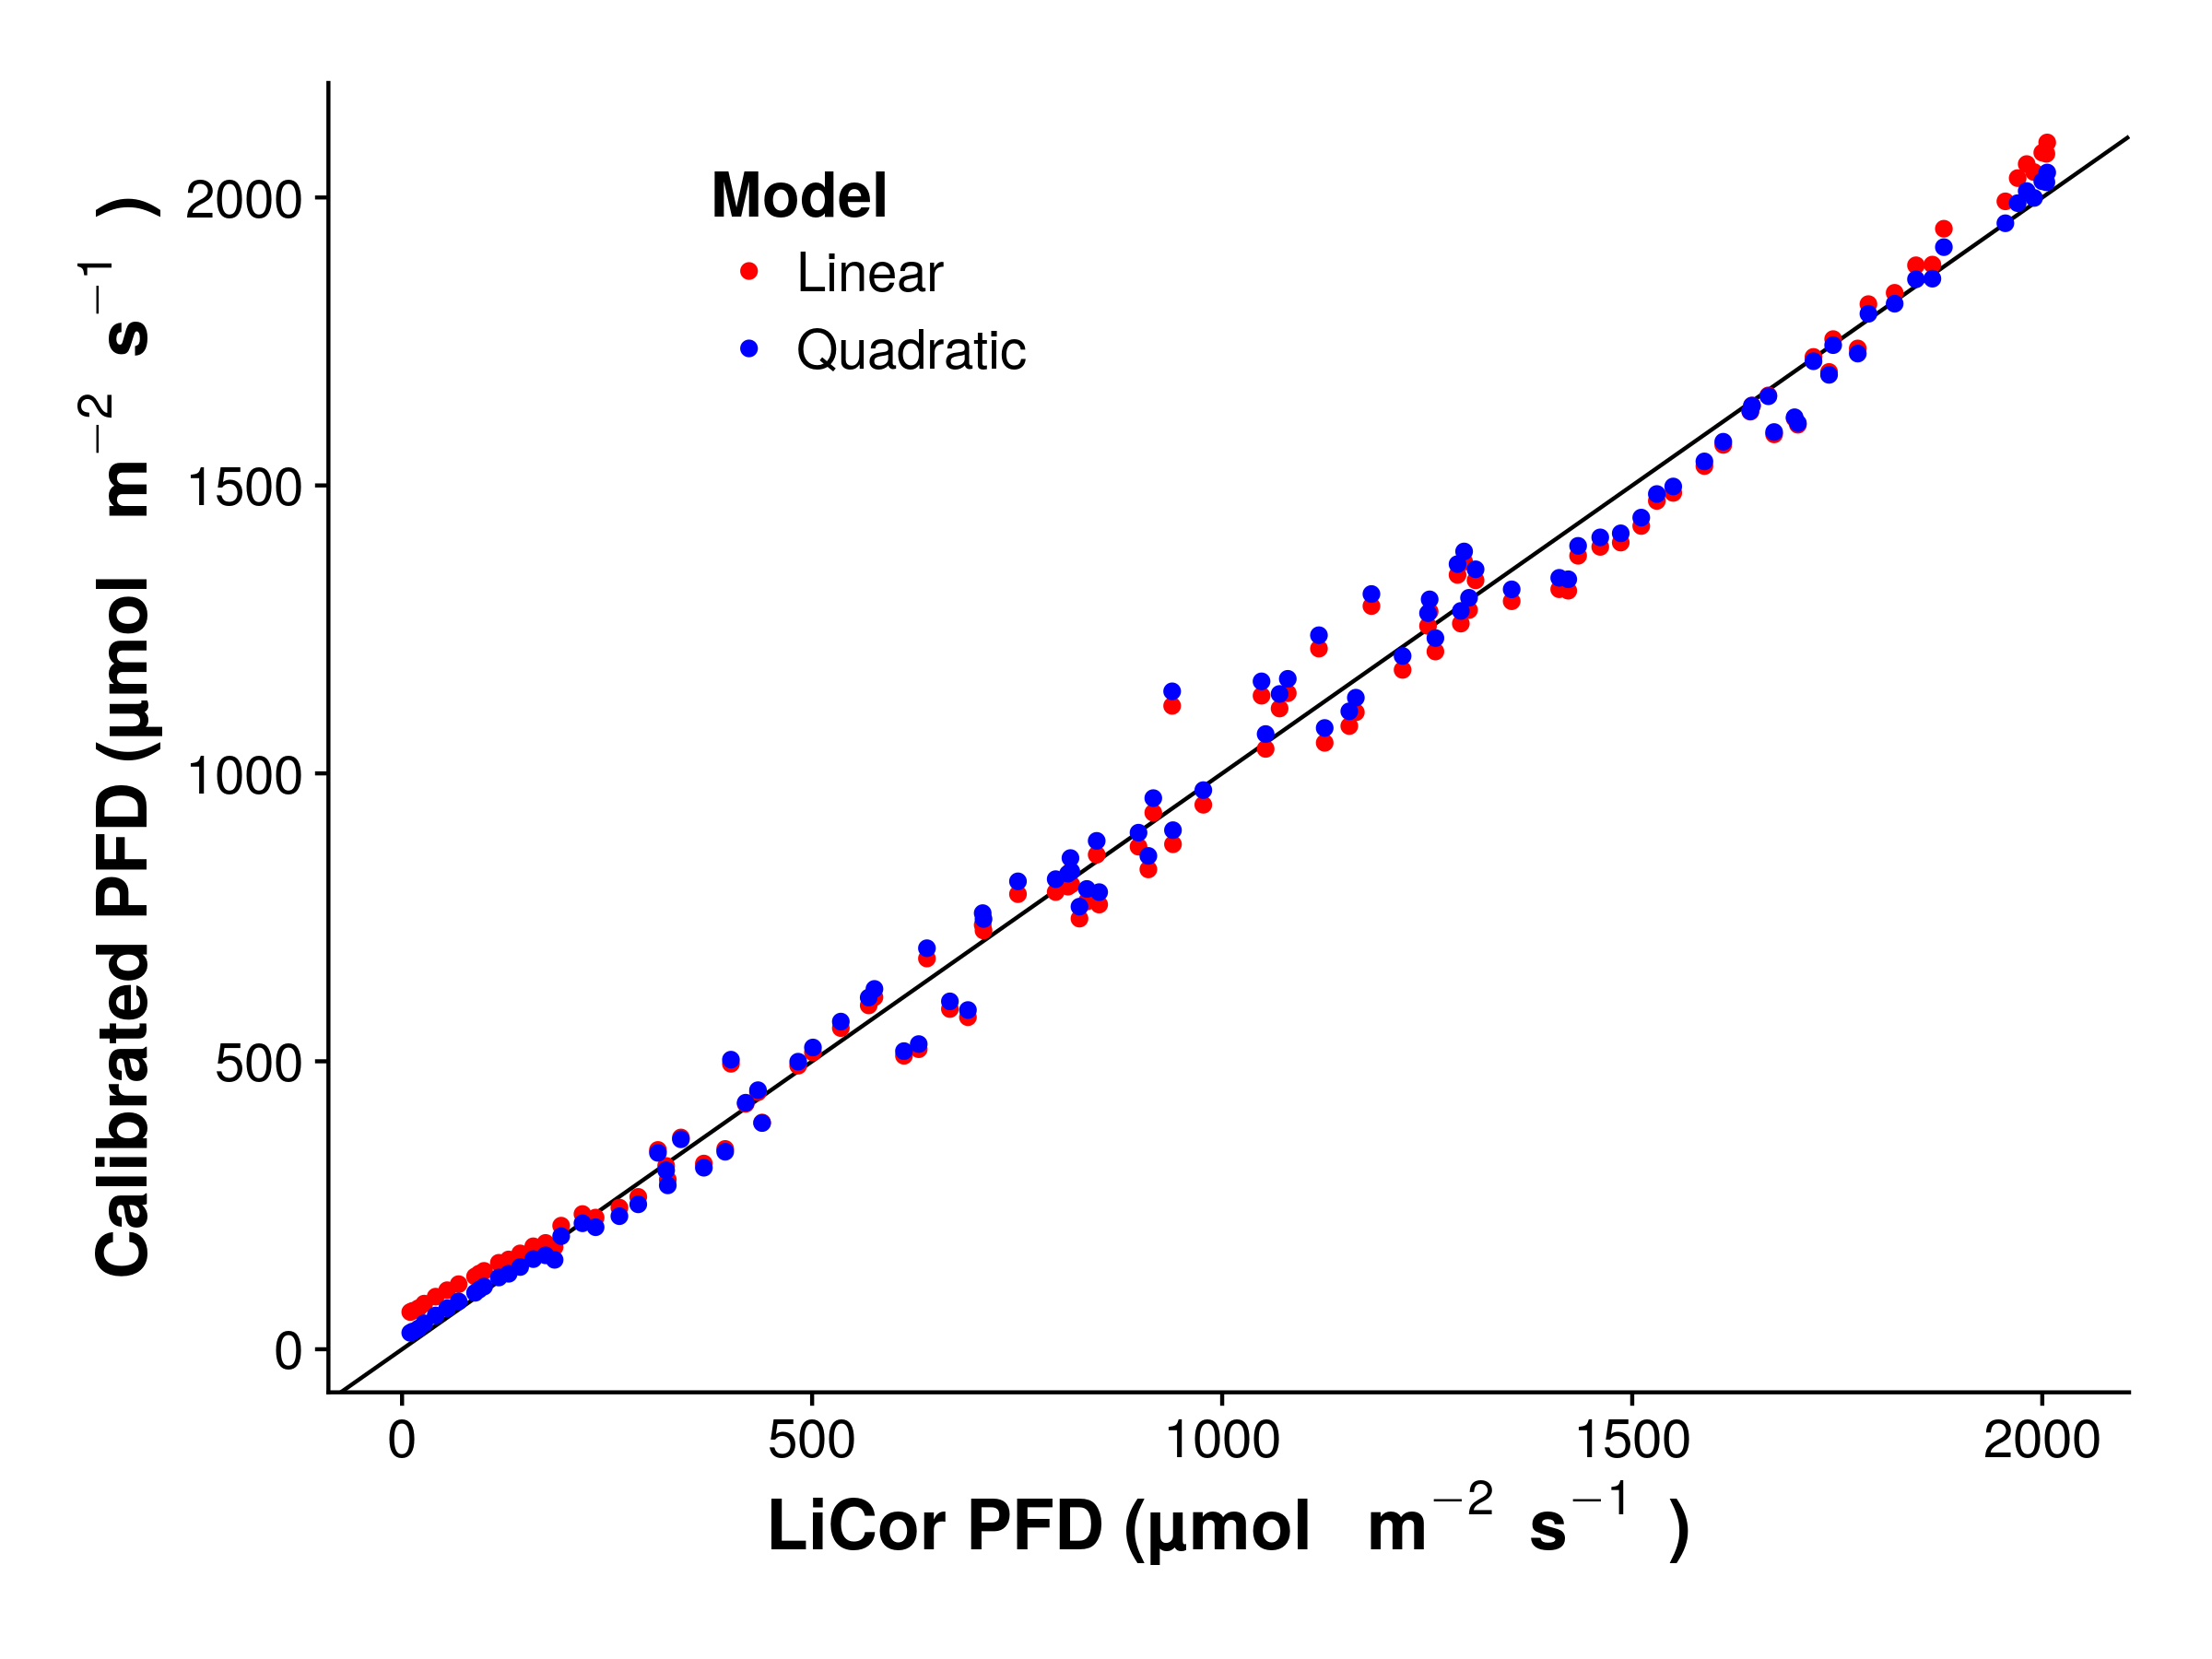 Calibrated PFD (µmol m⁻² s⁻¹ )
2000
1500
1000
500
0
Model
Linear
Quadratic
0 500 1000 1500 2000
LiCor PFD (µmol m⁻² s⁻¹ )